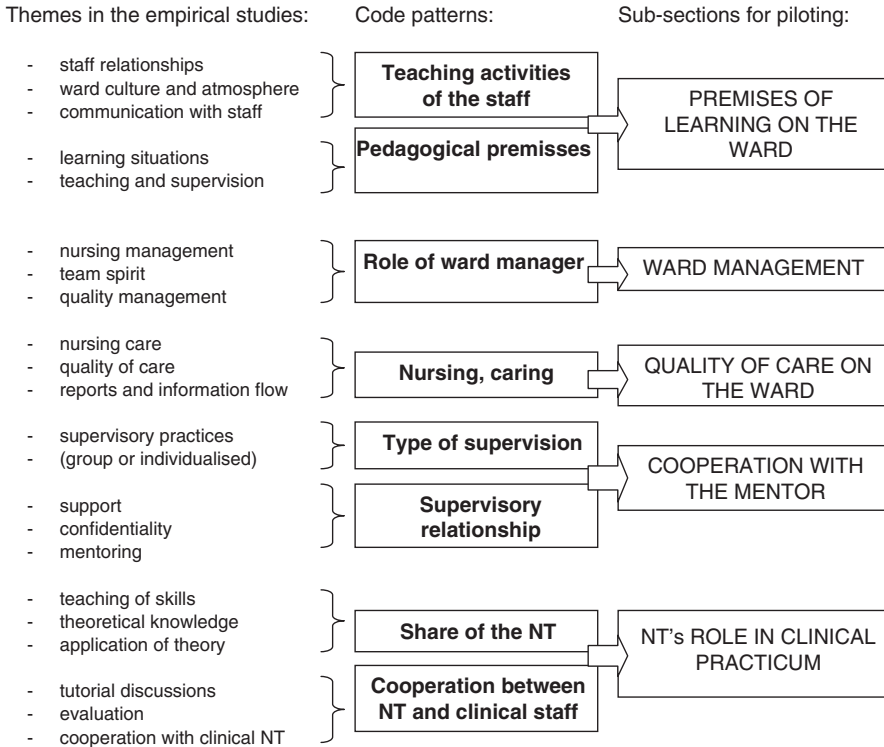 Themes in the empirical studies:
Code patterns:
Sub-sections for piloting:
- staff relationships
- ward culture and atmosphere
- communication with staff
- learning situations
- teaching and supervision
Teaching activities
of the staff
Pedagogical premisses
PREMISES OF
LEARNING ON THE
WARD
- nursing management
- team spirit
- quality management
Role of ward manager
WARD MANAGEMENT
- nursing care
- quality of care
- reports and information flow
Nursing, caring
QUALITY OF CARE ON
THE WARD
- supervisory practices
- (group or individualised)
- support
- confidentiality
- mentoring
Type of supervision
Supervisory
relationship
COOPERATION WITH
THE MENTOR
- teaching of skills
- theoretical knowledge
- application of theory
- tutorial discussions
- evaluation
- cooperation with clinical NT
Share of the NT
Cooperation between
NT and clinical staff
NT's ROLE IN CLINICAL
PRACTICUM